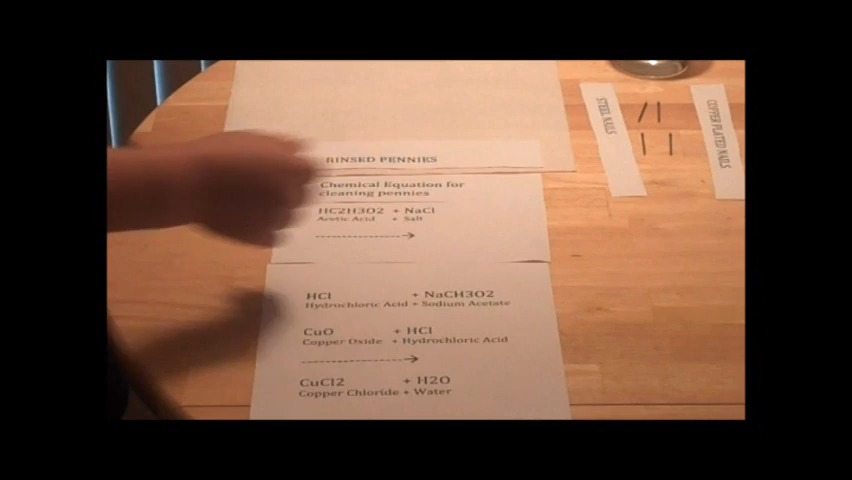 RINSED PENNIES
Chemical Equation for
cleaning pennies
HC2H3O2 + NaCl
Acetic Acid + Salt
HCl + NaCH3O2
Hydrochloric Acid + Sodium Acetate
CuO + HCl
Copper Oxide + Hydrochloric Acid
CuCl2 + H2O
Copper Chloride + Water
STEEL NAILS
COPPER PLATED NAILS